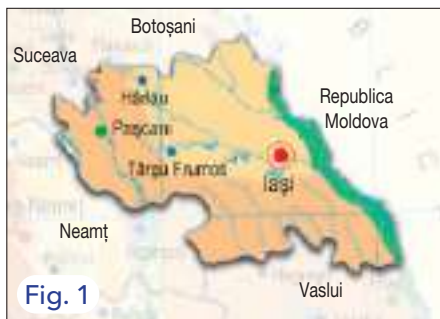 Botoșani
Suceava
Hârlău
Republica
Moldova
Pașcani
Târgu Frumos
Iași
Neamț
Vaslui
Fig. 1